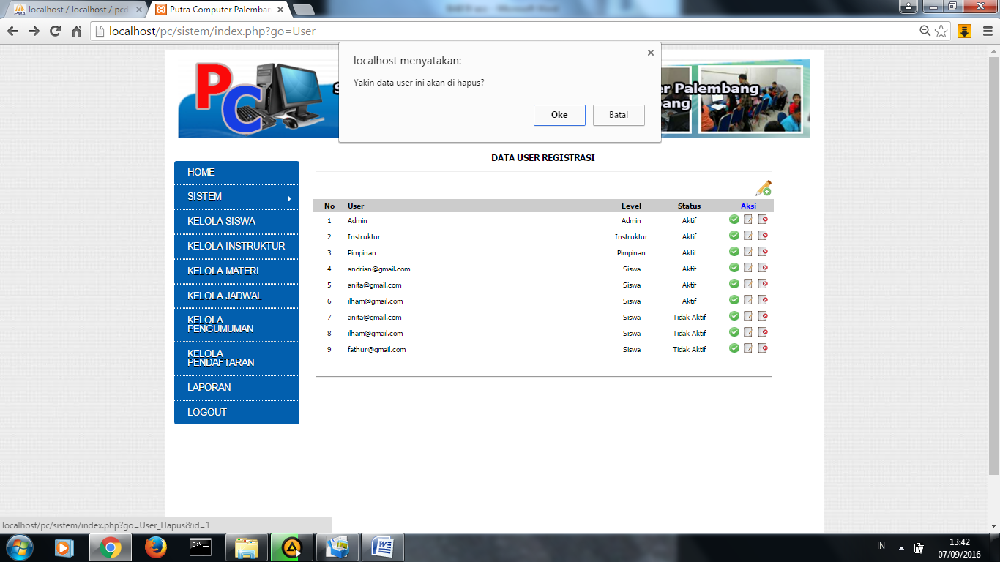 localhost / localhost / pcd
Putra Computer Palemban
localhost/pc/sistem/index.php?go=User
localhost menyatakan:
Yakin data user ini akan di hapus?
Oke
Batal
PC
S
er Palembang
bang
DATA USER REGISTRASI
HOME
SISTEM
KELOLA SISWA
KELOLA INSTRUKTUR
KELOLA MATERI
KELOLA JADWAL
KELOLA
PENGUMUMAN
KELOLA
PENDAFTARAN
LAPORAN
LOGOUT
No User Level Status Aksi
1 Admin Admin Aktif
2 Instruktur Instruktur Aktif
3 Pimpinan Pimpinan Aktif
4 andrian@gmail.com Siswa Aktif
5 anita@gmail.com Siswa Aktif
6 ilham@gmail.com Siswa Aktif
7 anita@gmail.com Siswa Tidak Aktif
8 ilham@gmail.com Siswa Tidak Aktif
9 fathur@gmail.com Siswa Tidak Aktif
localhost/pc/sistem/index.php?go=User_Hapus&id=1
IN
13:42
07/09/2016